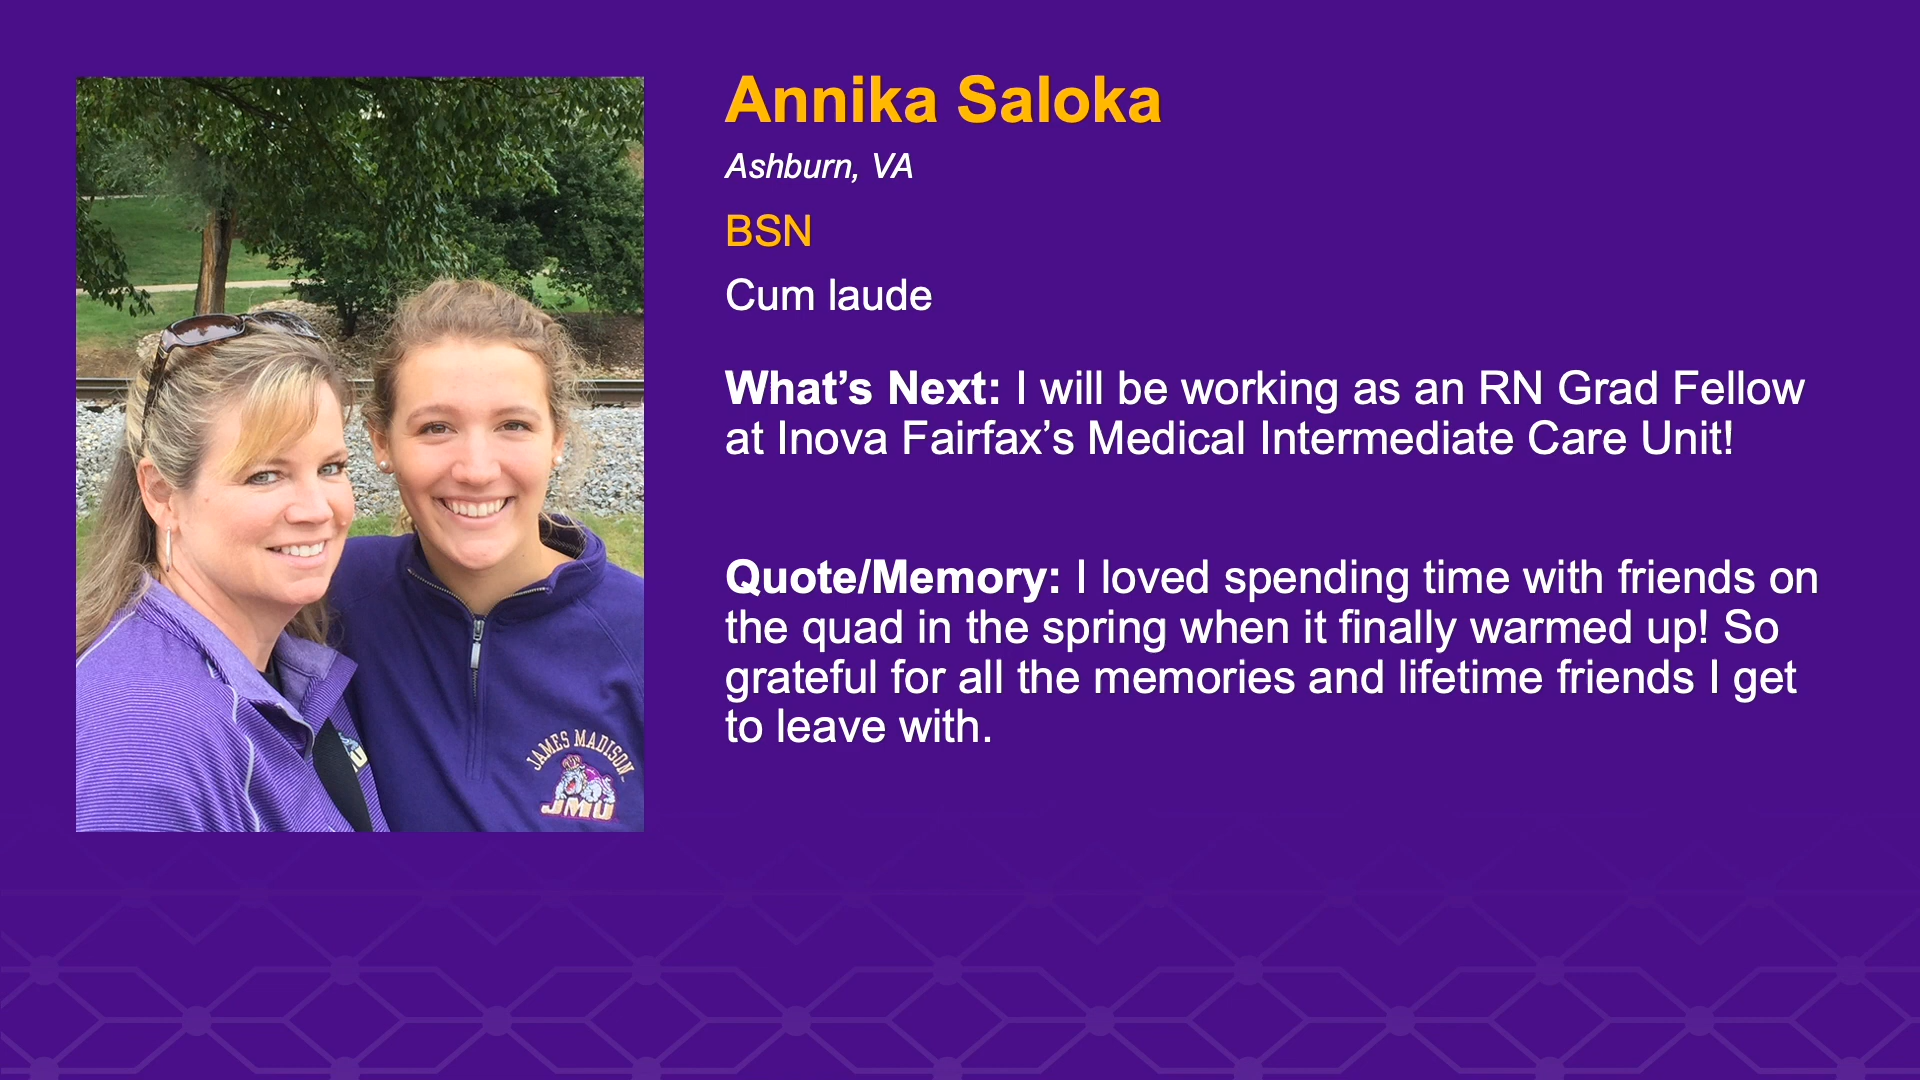 Annika Saloka
Ashburn, VA
BSN
Cum laude
What’s Next: I will be working as an RN Grad Fellow
at Inova Fairfax’s Medical Intermediate Care Unit!
Quote/Memory: I loved spending time with friends on
the quad in the spring when it finally warmed up! So
grateful for all the memories and lifetime friends I get
to leave with.
JAMES MADISON
JMU